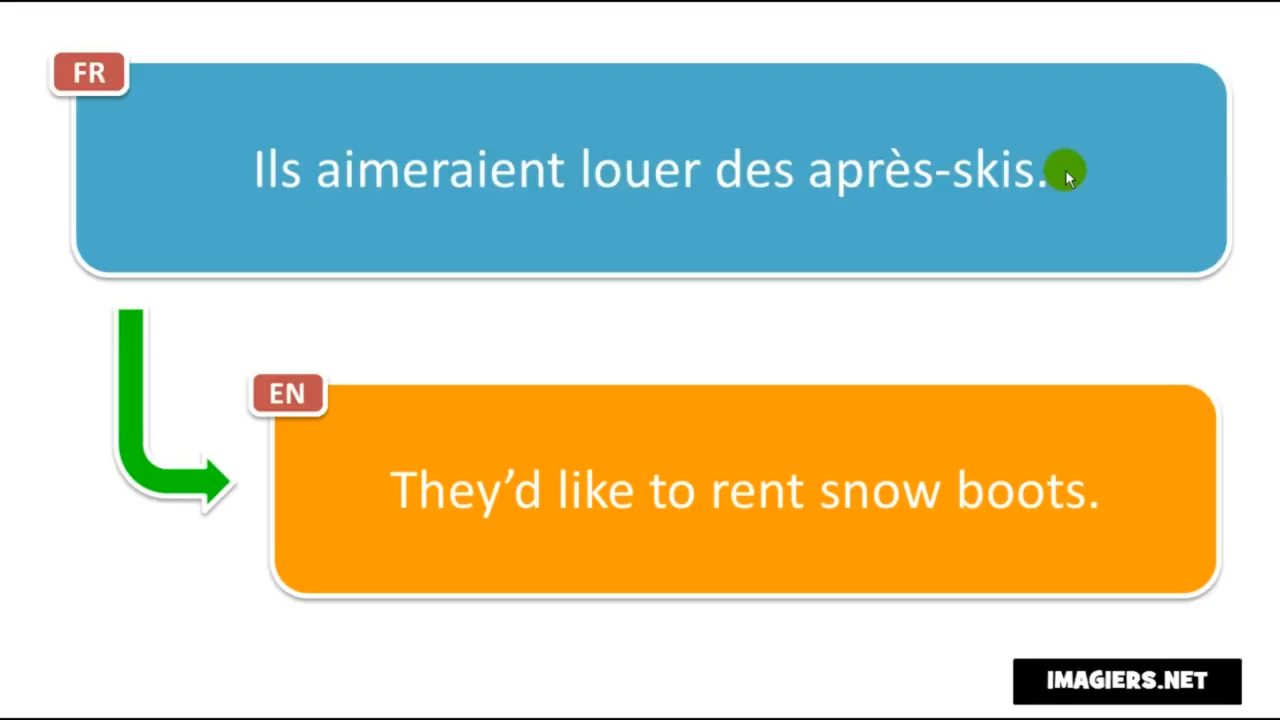 FR
Ils aimeraient louer des après-skis.
EN
They’d like to rent snow boots.
IMAGIERS.NET